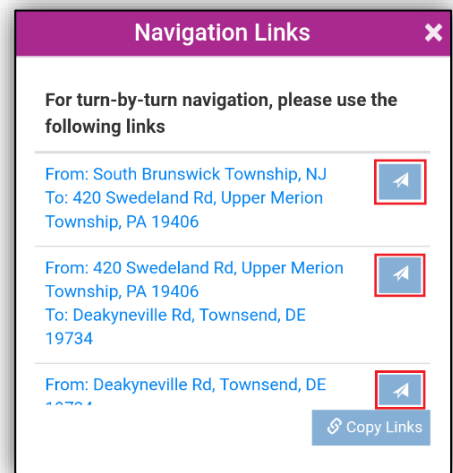 Navigation Links
For turn-by-turn navigation, please use the
following links
From: South Brunswick Township, NJ
To: 420 Swedeland Rd, Upper Merion
Township, PA 19406
From: 420 Swedeland Rd, Upper Merion
Township, PA 19406
To: Deakyneville Rd, Townsend, DE
19734
From: Deakyneville Rd, Townsend, DE
Copy Links